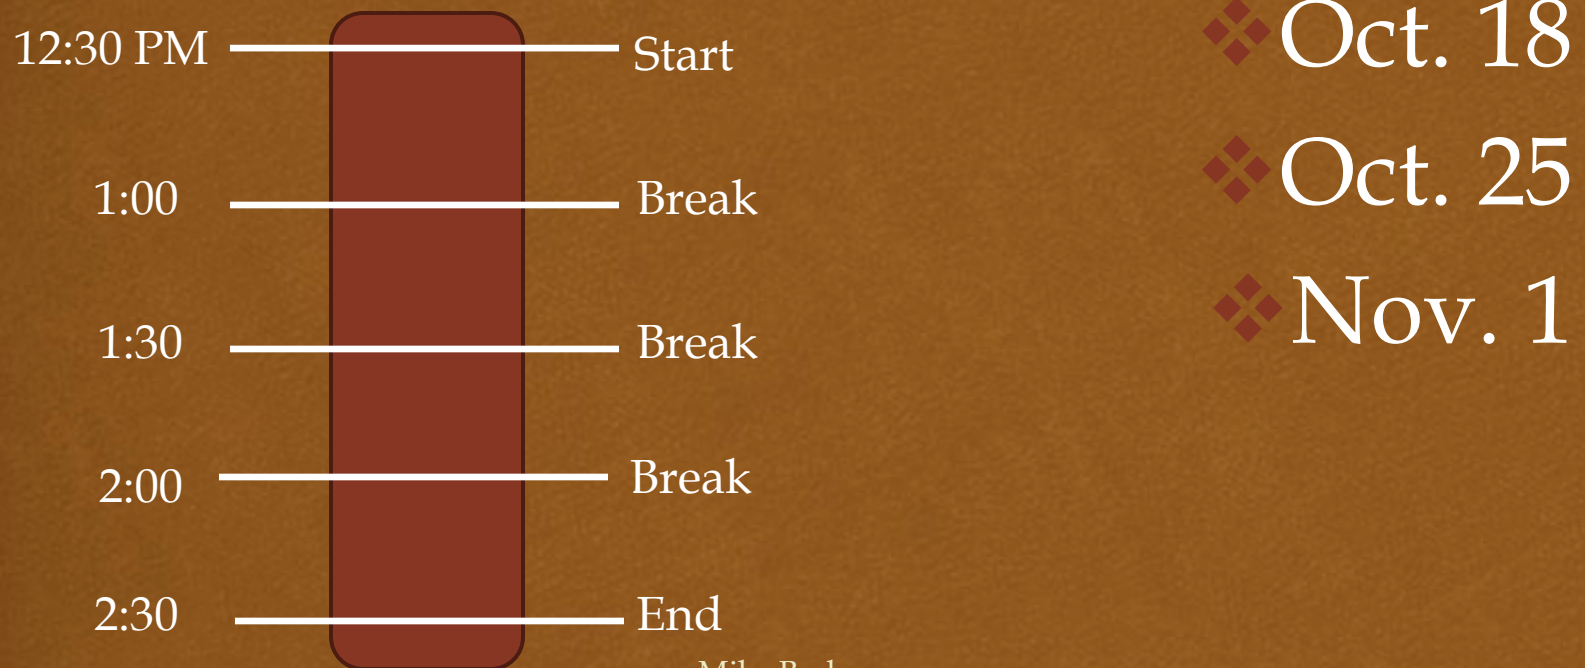 12:30 PM Start
1:00 Break
1:30 Break
2:00 Break
2:30 End
Oct. 18
Oct. 25
Nov. 1